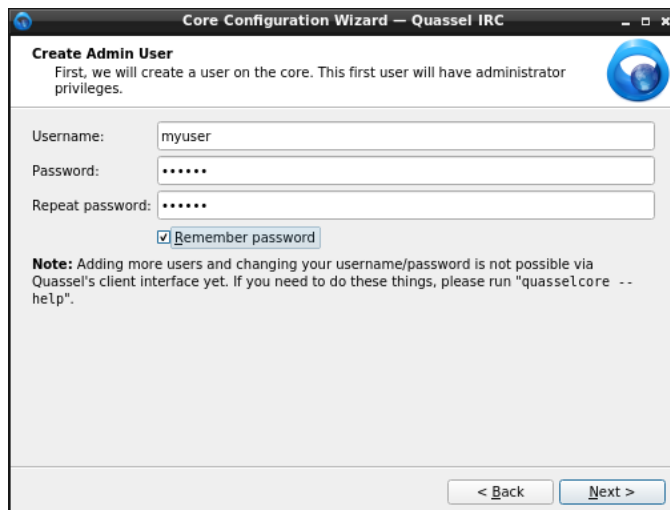 Core Configuration Wizard — Quassel IRC
Create Admin User
First, we will create a user on the core. This first user will have administrator
privileges.
Username: myuser
Password: ••••••
Repeat password: ••••••
Remember password
Note: Adding more users and changing your username/password is not possible via
Quassel's client interface yet. If you need to do these things, please run "quasselcore --
help".
< Back Next >